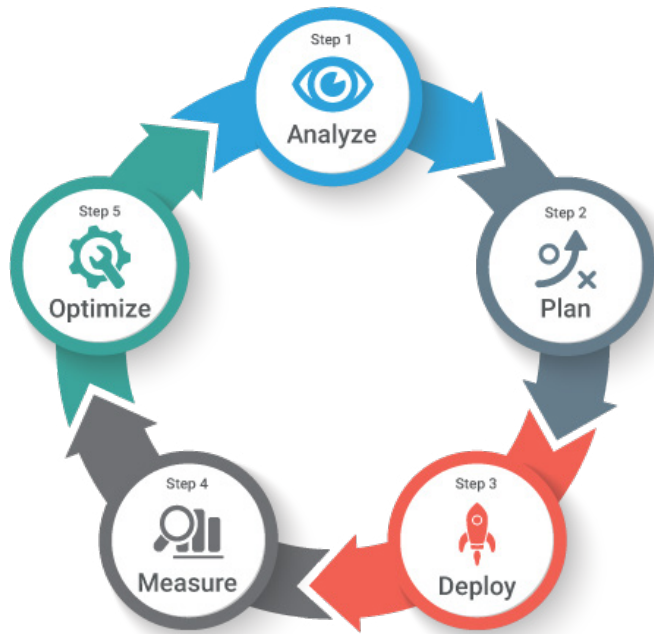 Step 1
Analyze
Step 2
Plan
Step 3
Deploy
Step 4
Measure
Step 5
Optimize